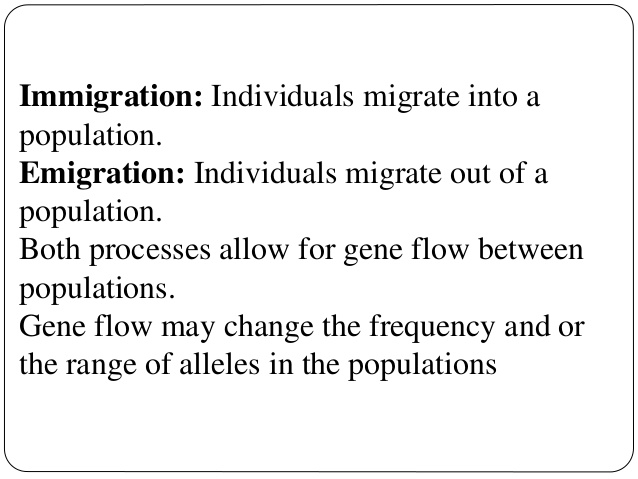 Immigration: Individuals migrate into a
population.
Emigration: Individuals migrate out of a
population.
Both processes allow for gene flow between
populations.
Gene flow may change the frequency and or
the range of alleles in the populations